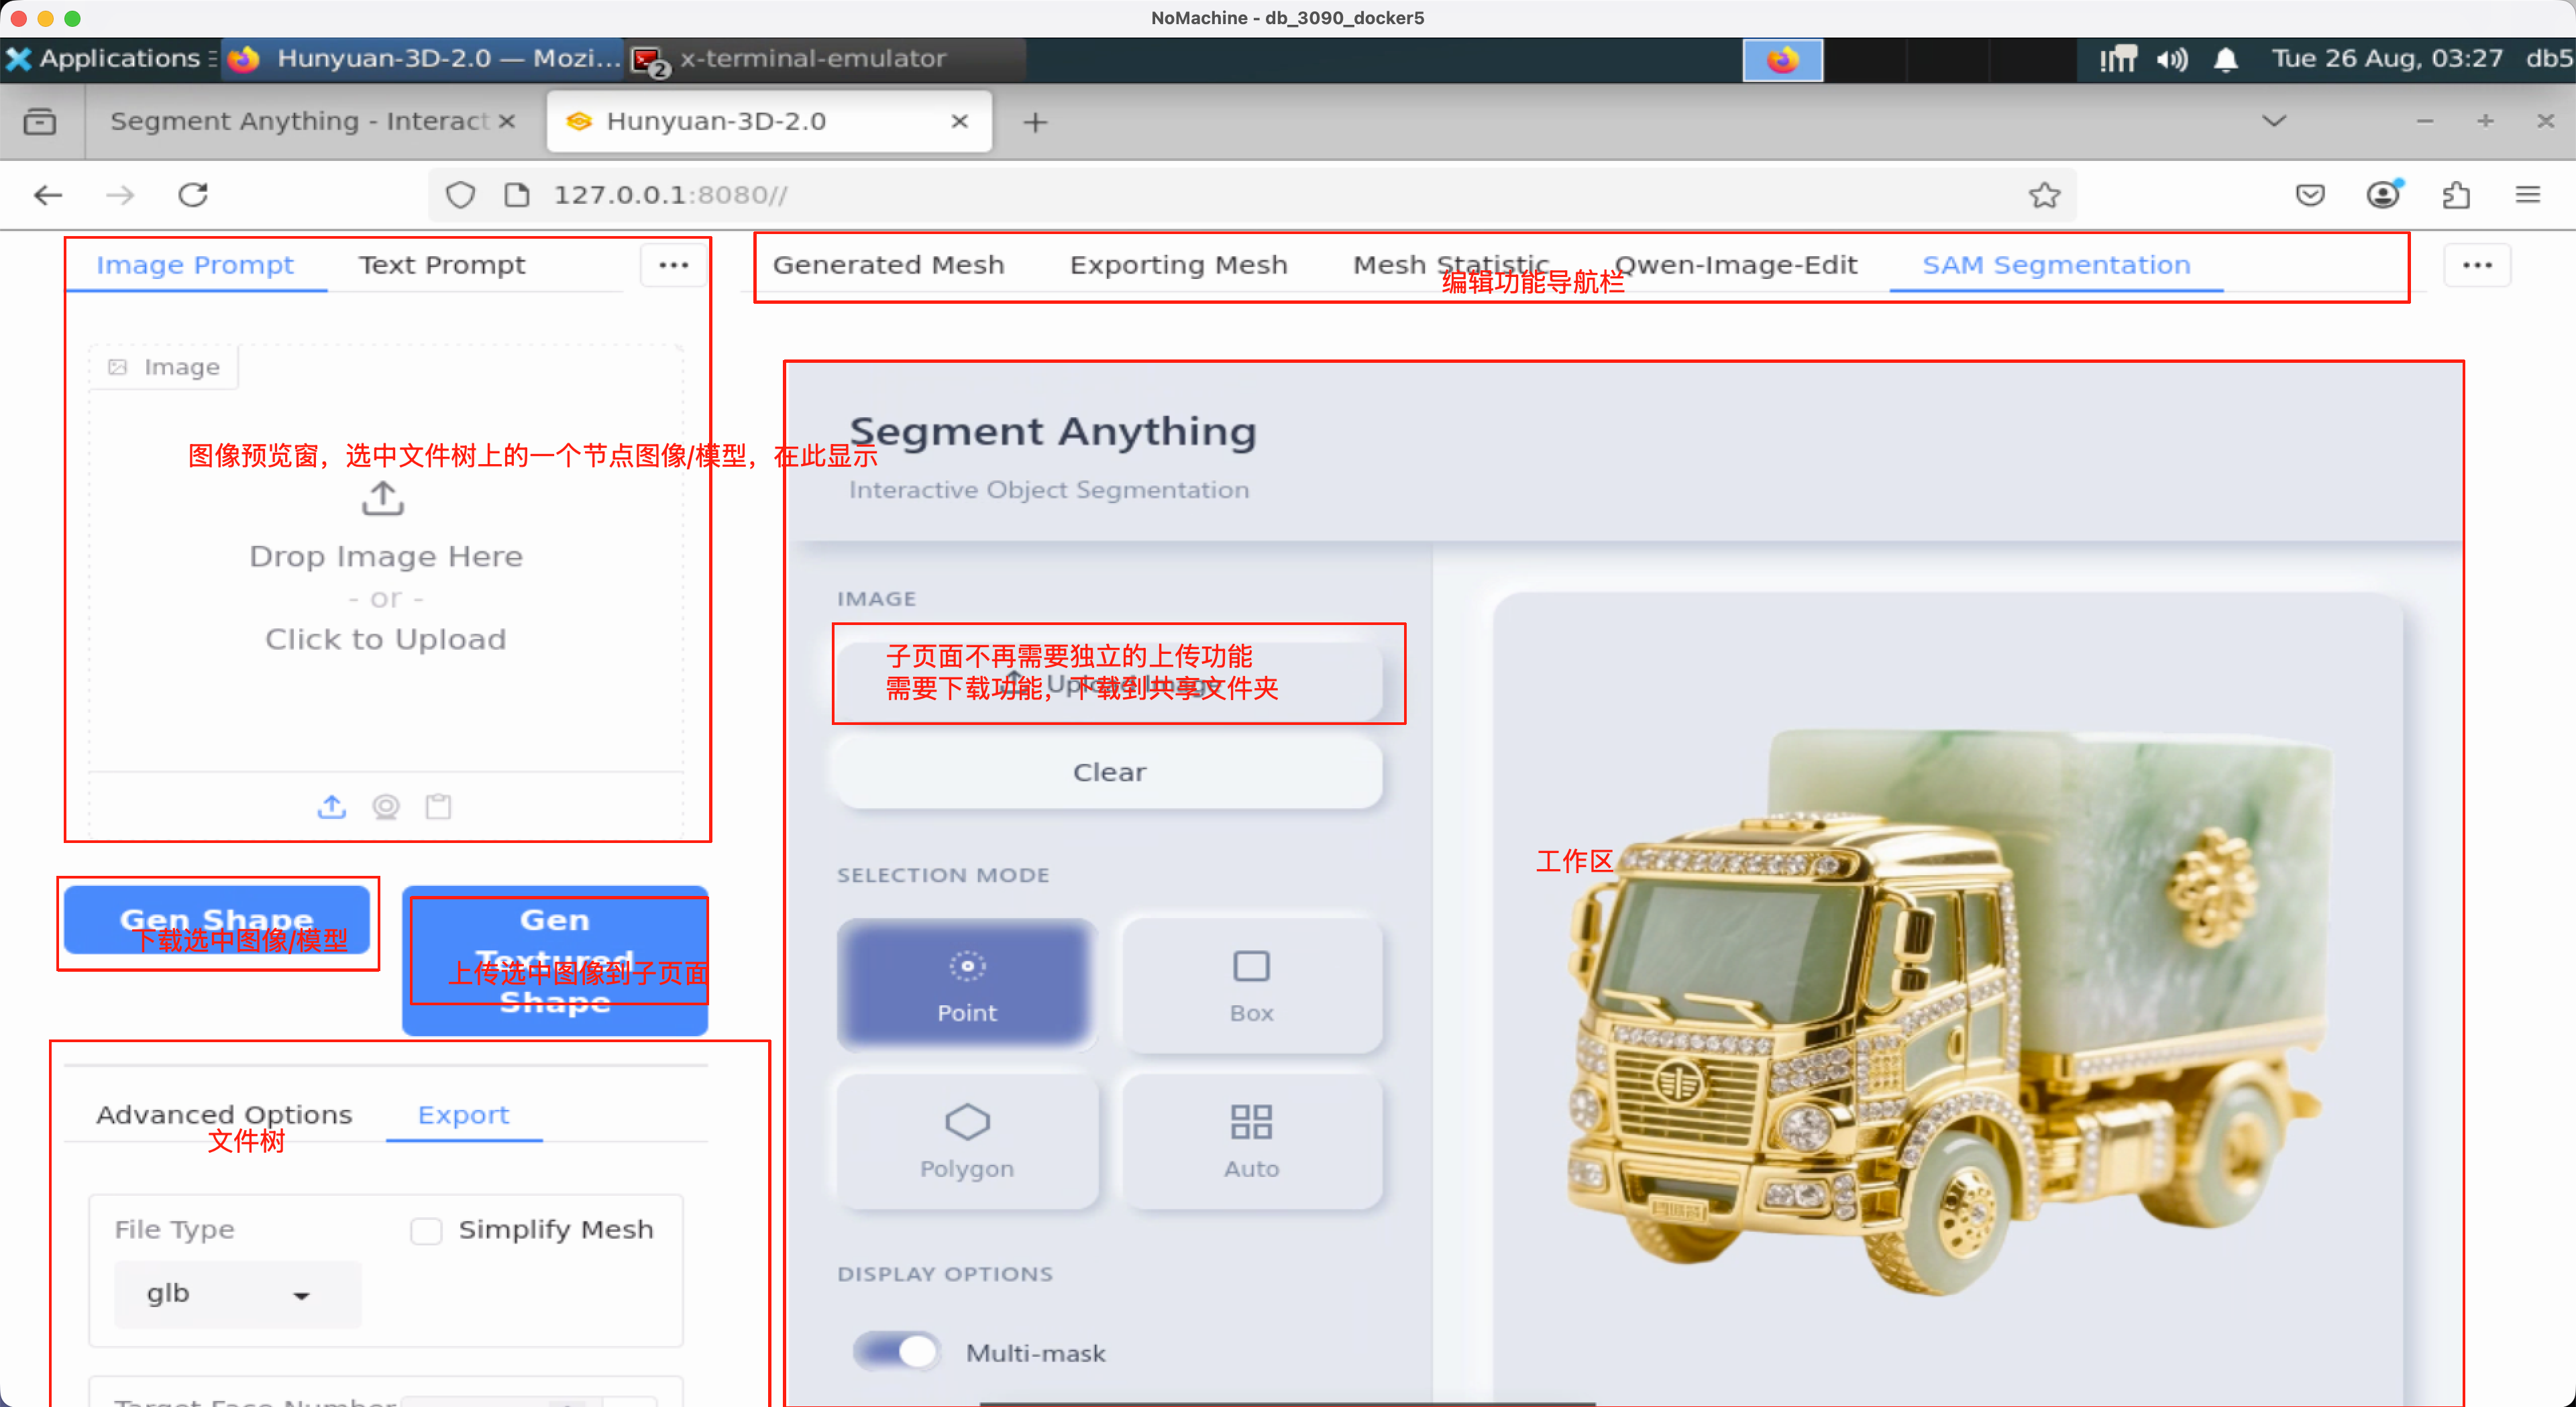 NoMachine - db_3090_docker5
Applications
Hunyuan-3D-2.0 — Mozi...
2
x-terminal-emulator
Tue 26 Aug, 03:27
db5
Segment Anything - Interact
Hunyuan-3D-2.0
127.0.0.1:8080//
Image Prompt
Text Prompt
Generated Mesh
Exporting Mesh
Mesh Statistic
Qwen-Image-Edit
SAM Segmentation
编辑功能导航栏
Image
图像预览窗，选中文件树上的一个节点图像/模型，在此显示
Drop Image Here
- or -
Click to Upload
Gen Shape
下载选中图像/模型
Gen
Textured
Shape
上传选中图像到子页面
Advanced Options
Export
文件树
File Type
Simplify Mesh
glb
Target Face Number
Segment Anything
Interactive Object Segmentation
IMAGE
Upload Image
子页面不再需要独立的上传功能
需要下载功能，下载到共享文件夹
Clear
SELECTION MODE
Point
Box
Polygon
Auto
DISPLAY OPTIONS
Multi-mask
工作区